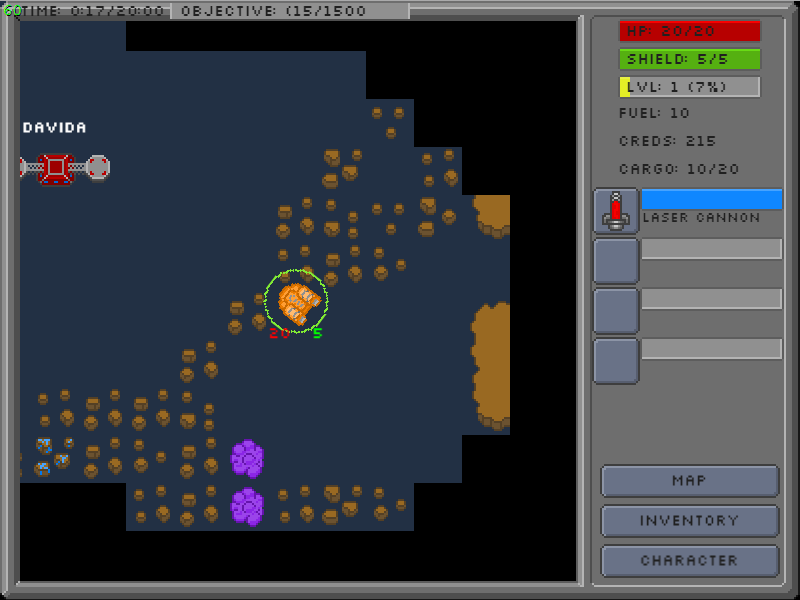 60
TIME: 0:17/20:00
OBJECTIVE: (15/1500
HP: 20/20
SHIELD: 5/5
LVL: 1 (7%)
FUEL: 10
CREDS: 215
CARGO: 10/20
LASER CANNON
DAVIDA
20 5
MAP
INVENTORY
CHARACTER